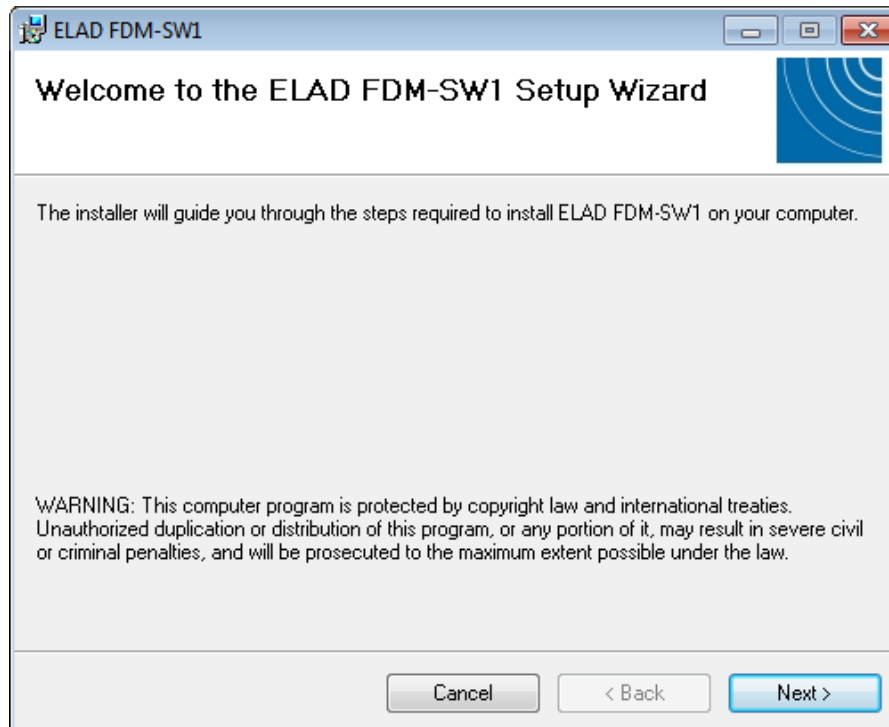 ELAD FDM-SW1
Welcome to the ELAD FDM-SW1 Setup Wizard
The installer will guide you through the steps required to install ELAD FDM-SW1 on your computer.
WARNING: This computer program is protected by copyright law and international treaties.
Unauthorized duplication or distribution of this program, or any portion of it, may result in severe civil
or criminal penalties, and will be prosecuted to the maximum extent possible under the law.
Cancel < Back Next >